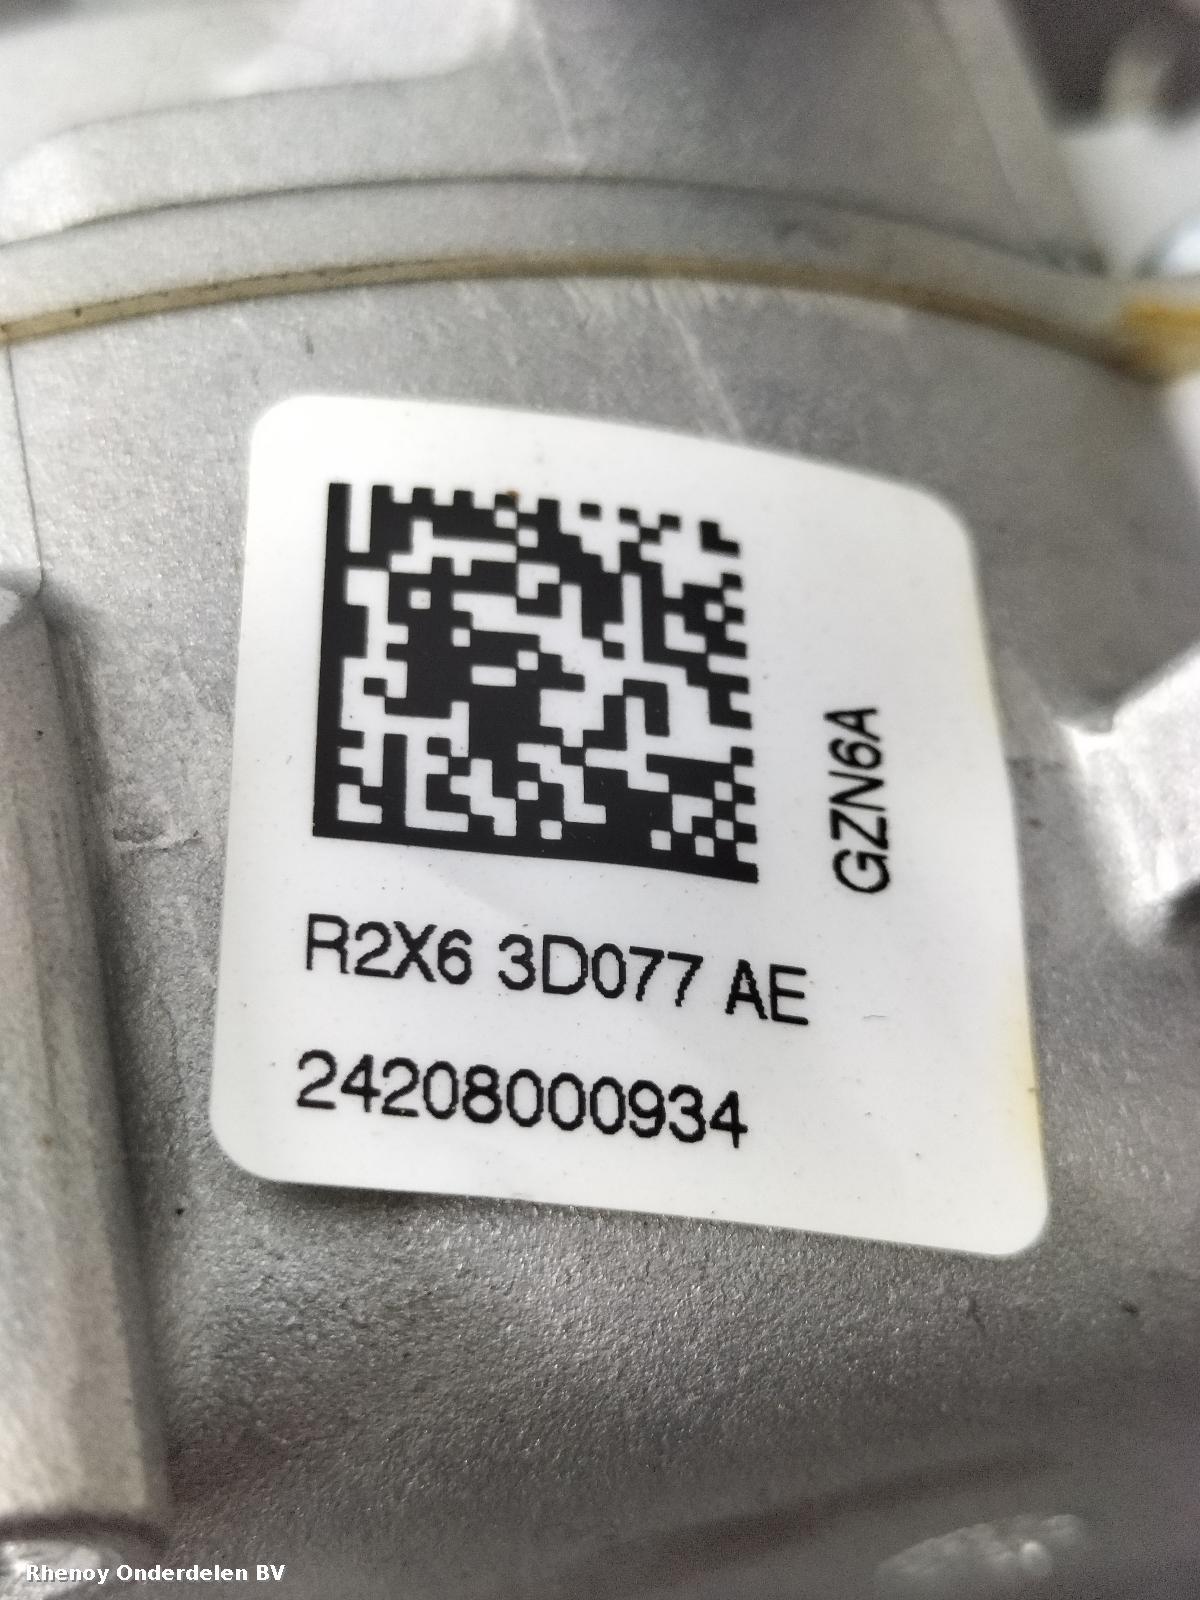 GZN6A
R2X6 3D077 AE
24208000934
Rhenoy Onderdelen BV